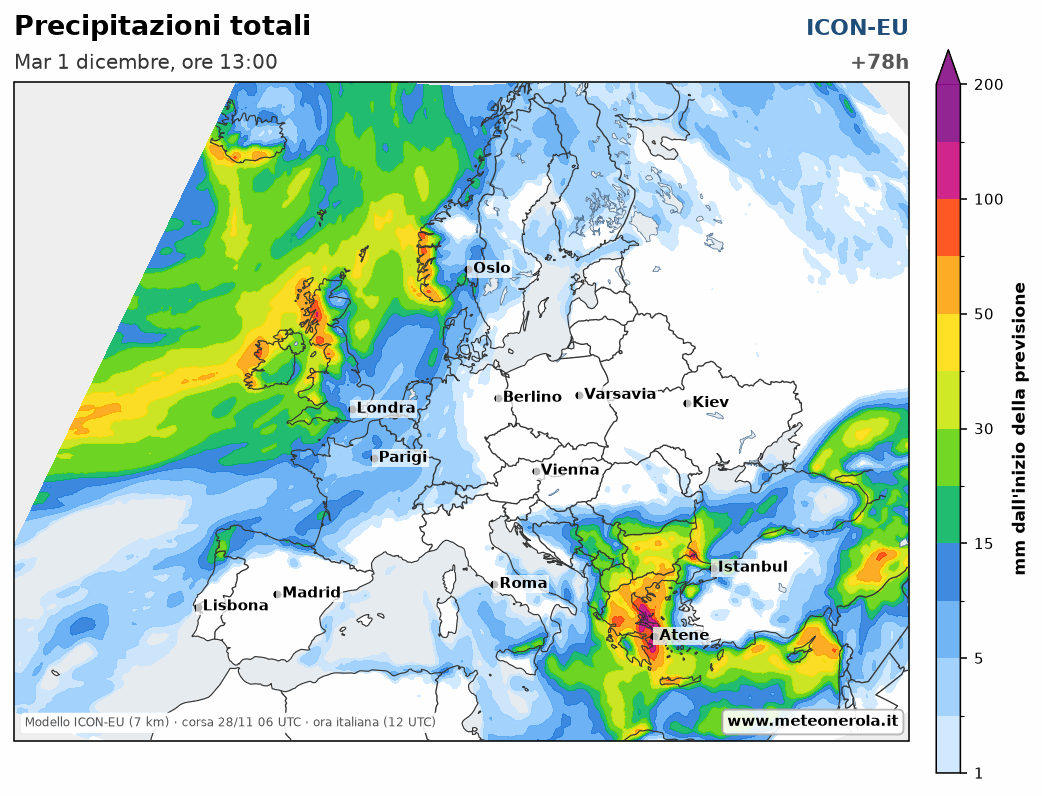 Precipitazioni totali
ICON-EU
Mar 1 dicembre, ore 13:00
+78h
200
100
50
30
15
5
1
mm dall'inizio della previsione
Oslo
Londra
Berlino
Varsavia
Kiev
Parigi
Vienna
Istanbul
Roma
Madrid
Lisbona
Atene
Modello ICON-EU (7 km) · corsa 28/11 06 UTC · ora italiana (12 UTC)
www.meteonerola.it